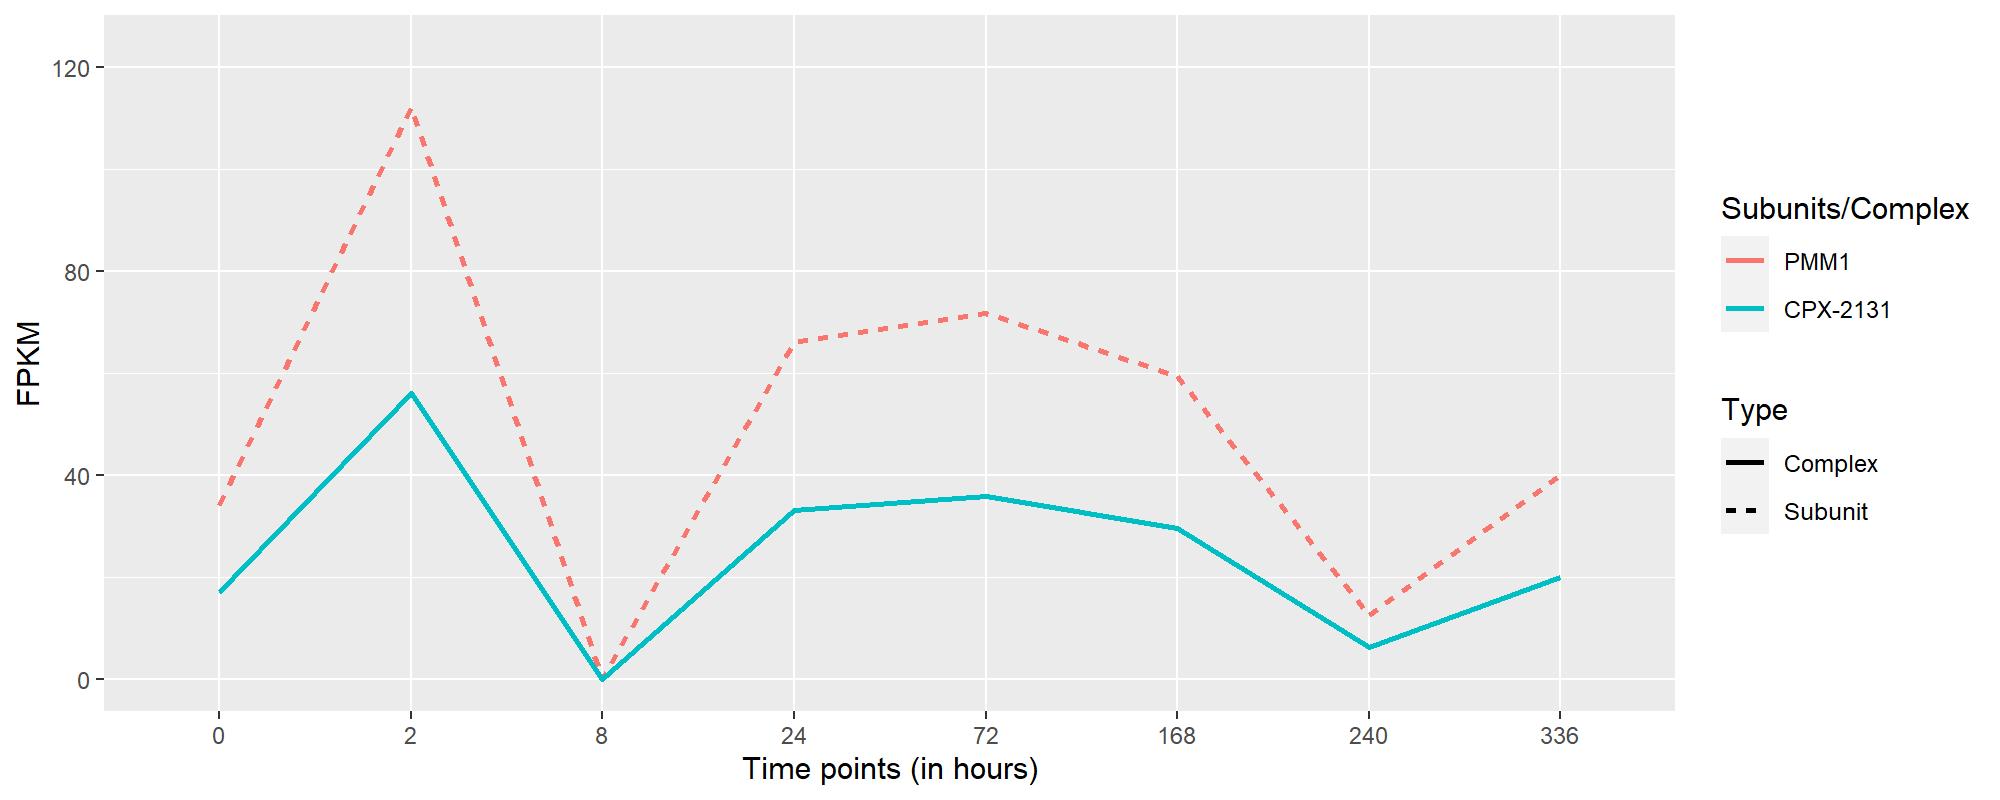 120
80
40
0
FPKM
0 2 8 24 72 168 240 336
Time points (in hours)
Subunits/Complex
PMM1
CPX-2131
Type
Complex
Subunit